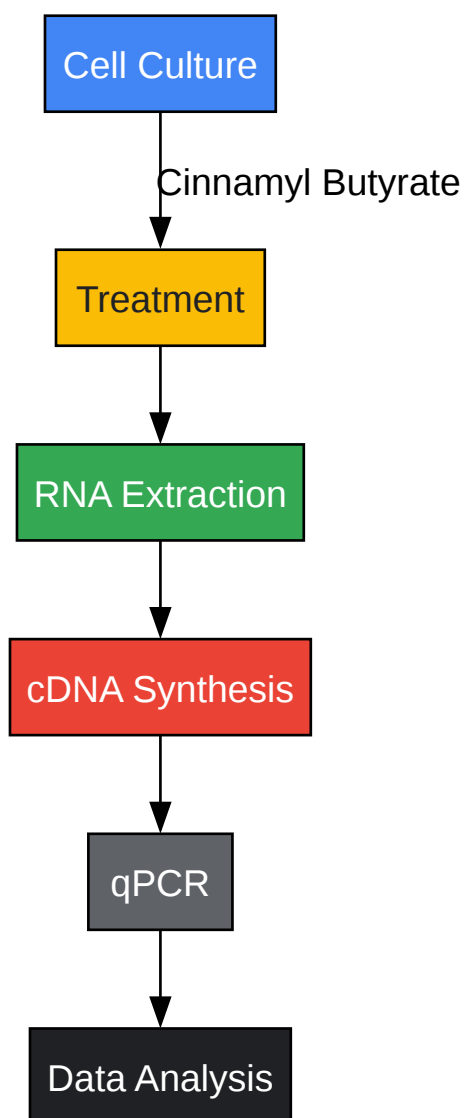 Cell Culture
Cinnamyl Butyrate
Treatment
RNA Extraction
cDNA Synthesis
qPCR
Data Analysis